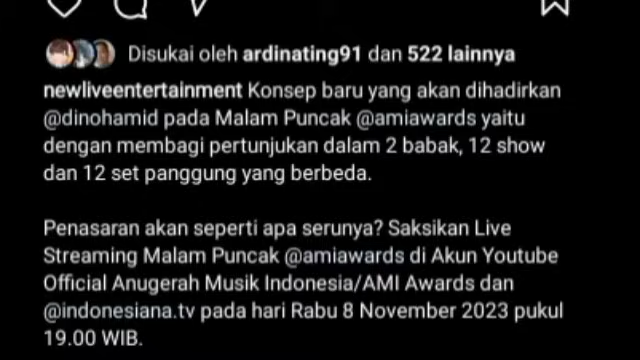 Disukai oleh ardinating91 dan 522 lainnya
newliveentertainment Konsep baru yang akan dihadirkan
@dinohamid pada Malam Puncak @amiawards yaitu
dengan membagi pertunjukan dalam 2 babak, 12 show
dan 12 set panggung yang berbeda.
Penasaran akan seperti apa serunya? Saksikan Live
Streaming Malam Puncak @amiawards di Akun Youtube
Official Anugerah Musik Indonesia/AMI Awards dan
@indonesiana.tv pada hari Rabu 8 November 2023 pukul
19.00 WIB.